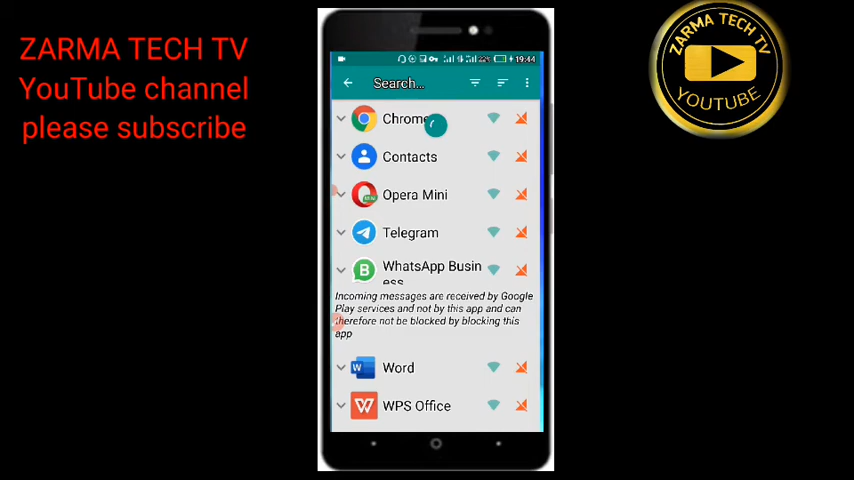 ZARMA TECH TV
YouTube channel
please subscribe
ZARMA TECH TV
YOUTUBE
22% 19:44
Search...
Chrome
Contacts
Opera Mini
Telegram
WhatsApp Busin
ess
Incoming messages are received by Google
Play services and not by this app and can
therefore not be blocked by blocking this
app
Word
WPS Office